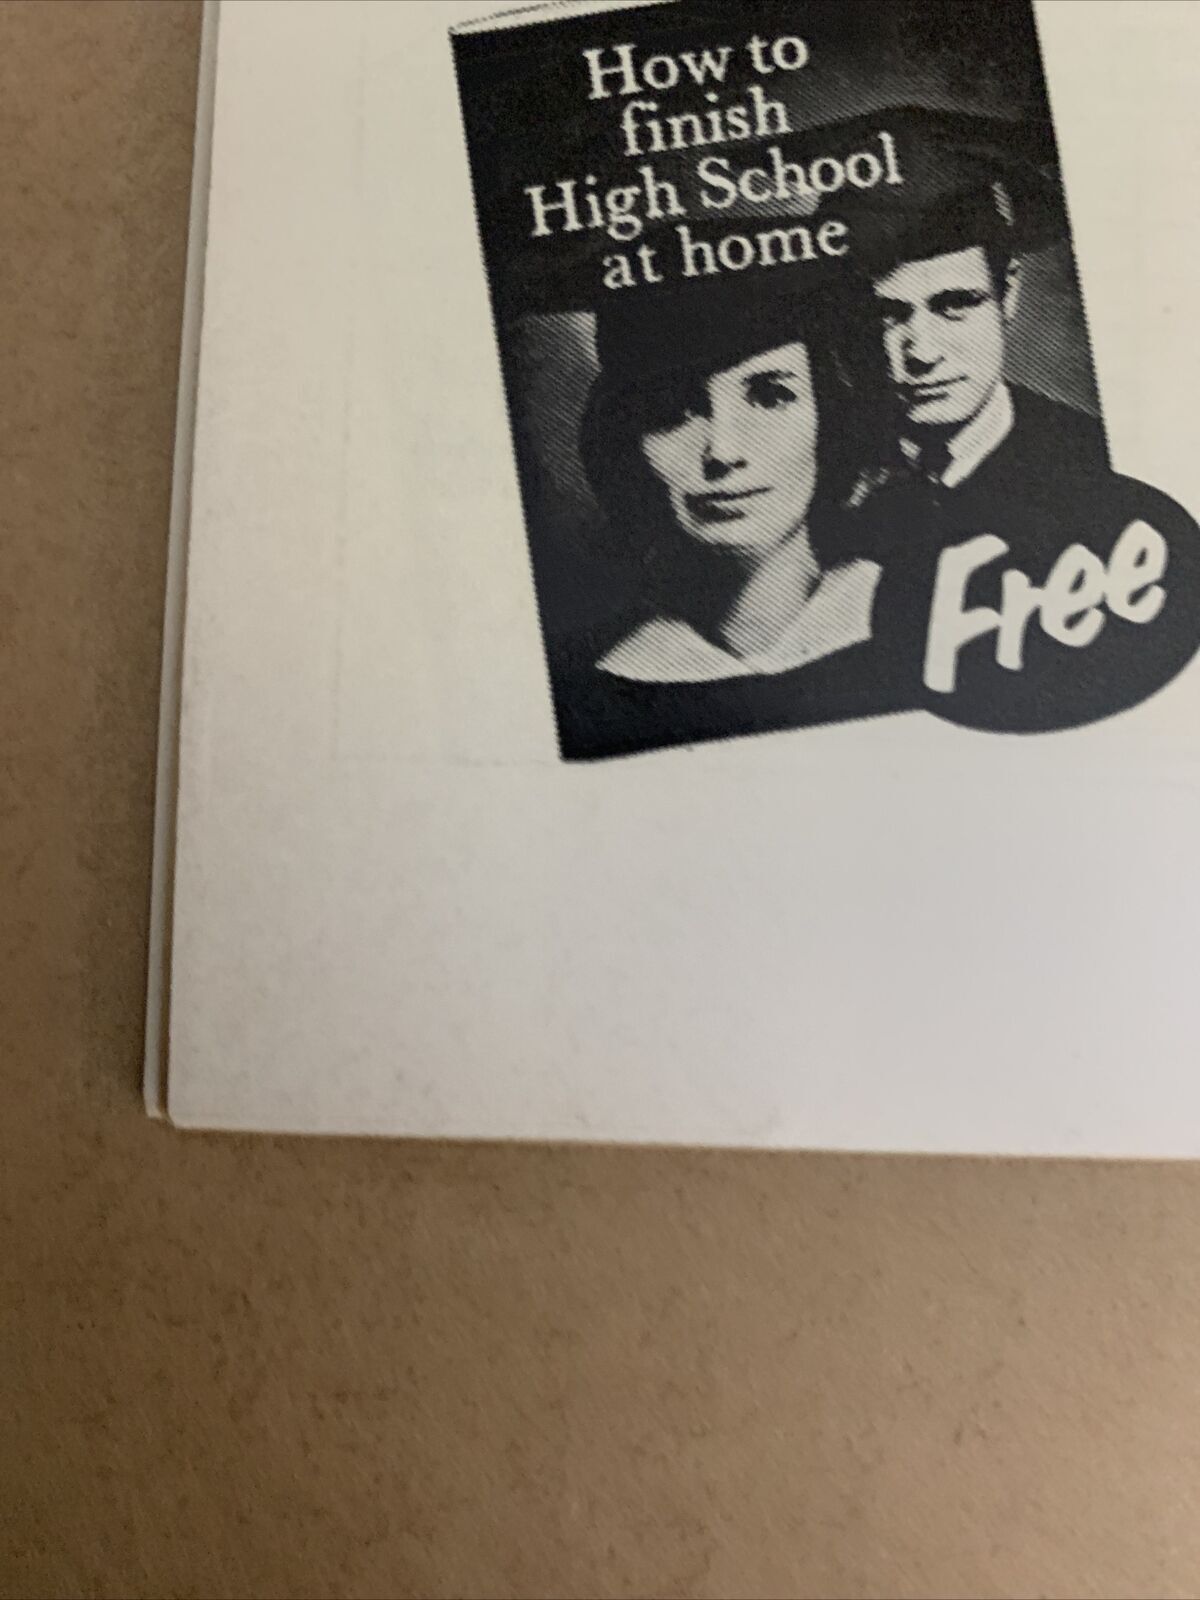 How to
finish
High School
at home
Free